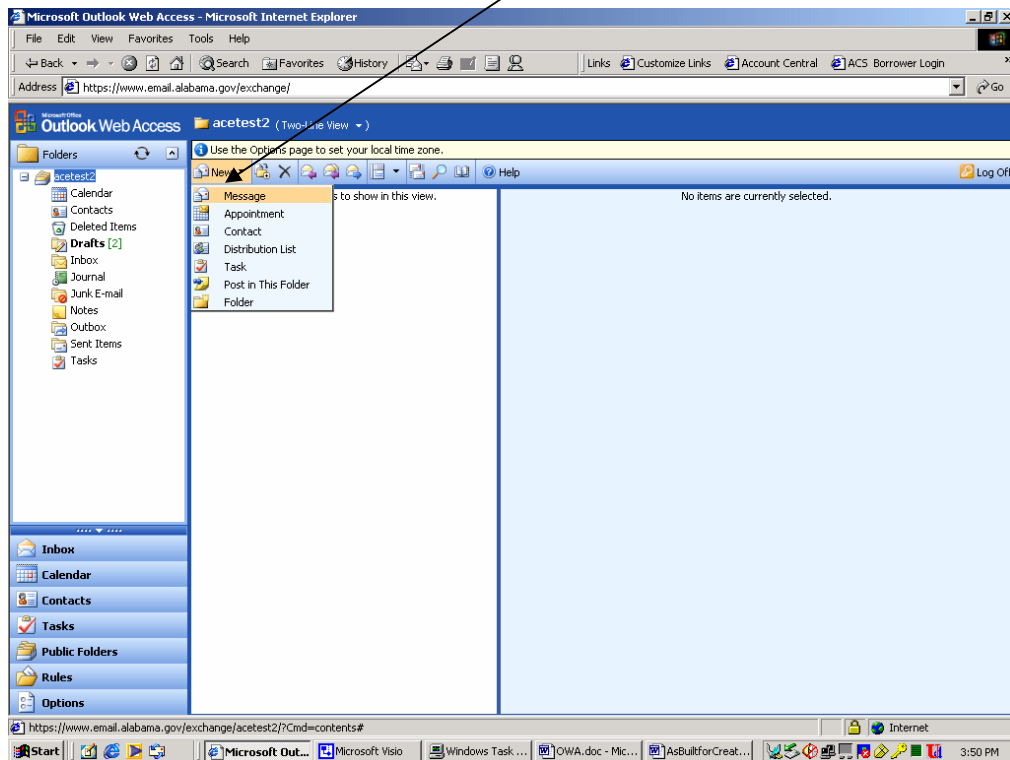 Microsoft Outlook Web Access - Microsoft Internet Explorer
File Edit View Favorites Tools Help
Back Search Favorites History Links Customize Links Account Central ACS Borrower Login »
Address https://www.email.alabama.gov/exchange/ Go
Microsoft Office
Outlook Web Access acetest2 (Two-Line View)
Folders
Use the Options page to set your local time zone.
New Help Log Off
acetest2
Calendar
Contacts
Deleted Items
Drafts [2]
Inbox
Journal
Junk E-mail
Notes
Outbox
Sent Items
Tasks
Message
Appointment
Contact
Distribution List
Task
Post in This Folder
Folder
s to show in this view.
No items are currently selected.
Inbox
Calendar
Contacts
Tasks
Public Folders
Rules
Options
https://www.email.alabama.gov/exchange/acetest2/?Cmd=contents# Internet
Start Microsoft Out... Microsoft Visio Windows Task ... OWA.doc - Mic... AsBuiltforCreat... 3:50 PM